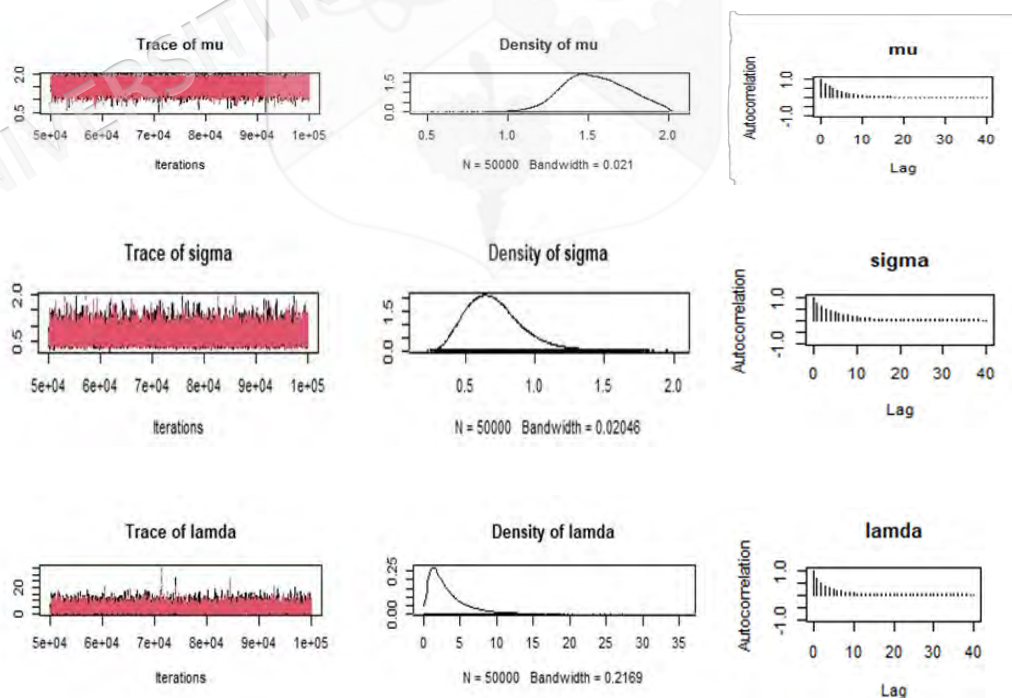 UNIVERSITI
Trace of mu
2.0
0.5
5e+04 6e+04 7e+04 8e+04 9e+04 1e+05
Iterations
Density of mu
1.5
0.0
0.5 1.0 1.5 2.0
N = 50000 Bandwidth = 0.021
mu
Autocorrelation
1.0
-1.0
0 10 20 30 40
Lag
Trace of sigma
2.0
0.5
5e+04 6e+04 7e+04 8e+04 9e+04 1e+05
Iterations
Density of sigma
1.5
0.0
0.5 1.0 1.5 2.0
N = 50000 Bandwidth = 0.02046
sigma
Autocorrelation
1.0
-1.0
0 10 20 30 40
Lag
Trace of lamda
20
0
5e+04 6e+04 7e+04 8e+04 9e+04 1e+05
Iterations
Density of lamda
0.25
0.00
0 5 10 15 20 25 30 35
N = 50000 Bandwidth = 0.2169
lamda
Autocorrelation
1.0
-1.0
0 10 20 30 40
Lag